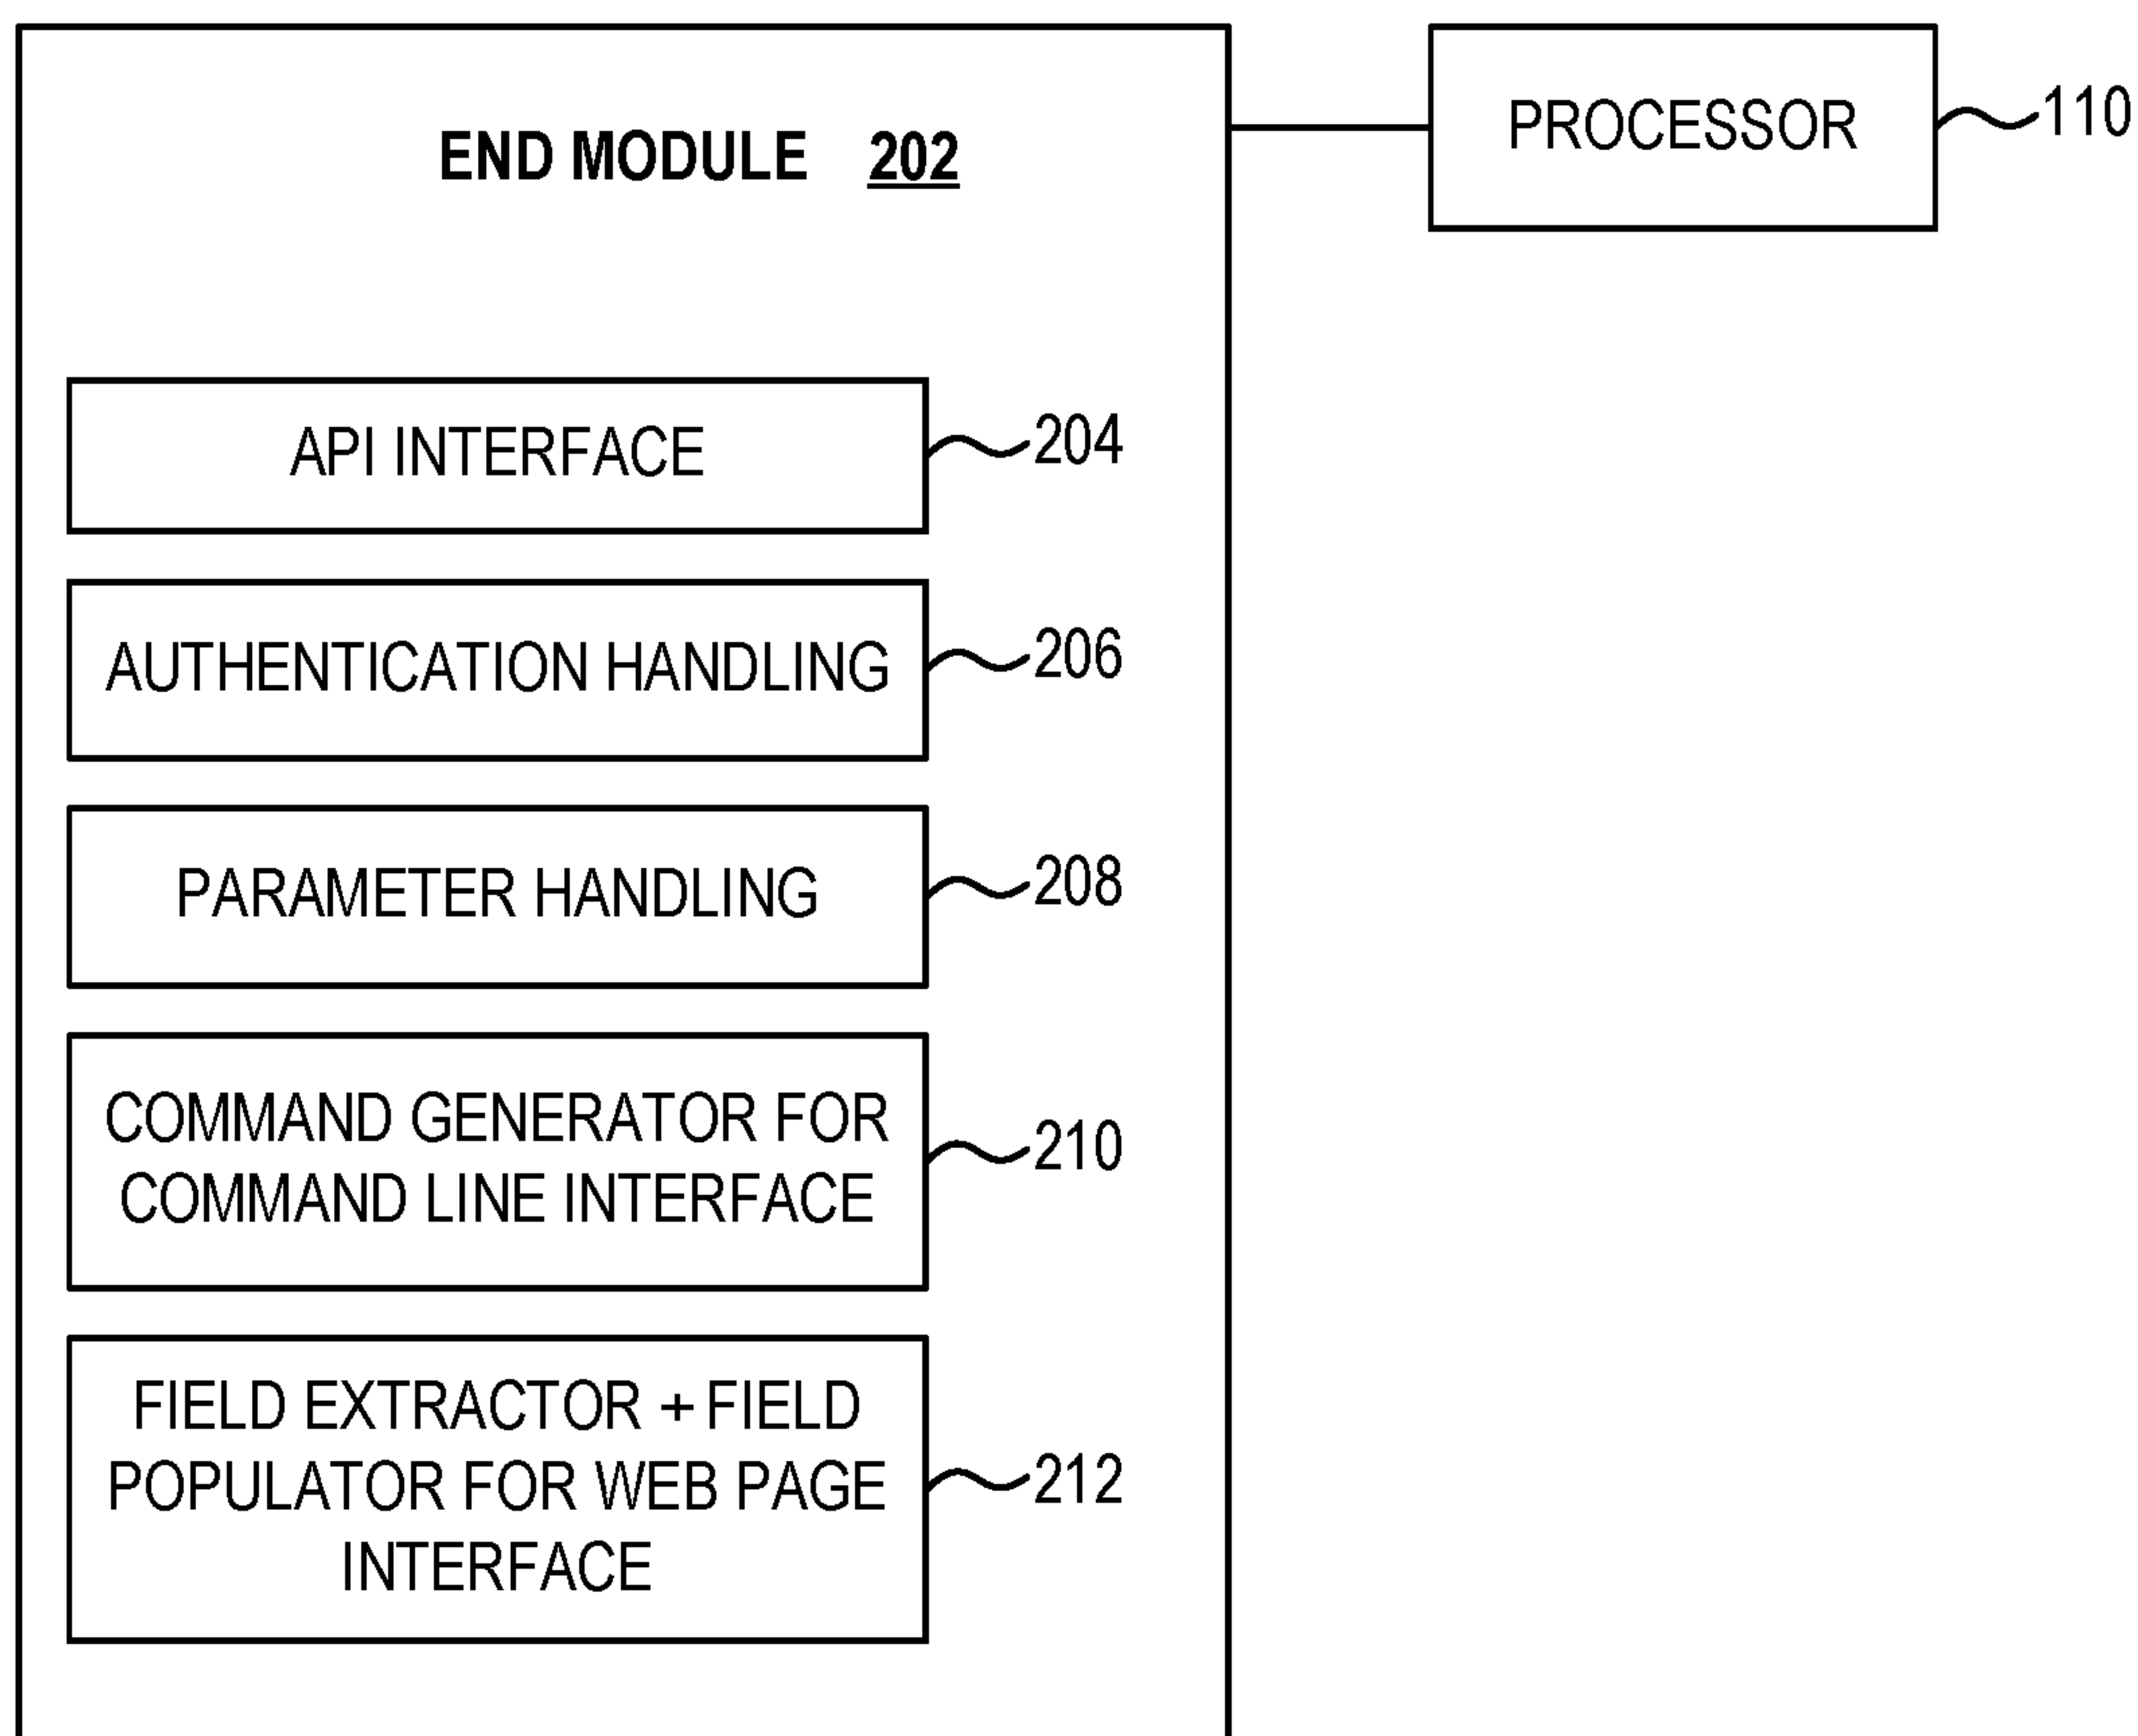 END MODULE 202
PROCESSOR
110
API INTERFACE
204
AUTHENTICATION HANDLING
206
PARAMETER HANDLING
208
COMMAND GENERATOR FOR
COMMAND LINE INTERFACE
210
FIELD EXTRACTOR + FIELD
POPULATOR FOR WEB PAGE
INTERFACE
212